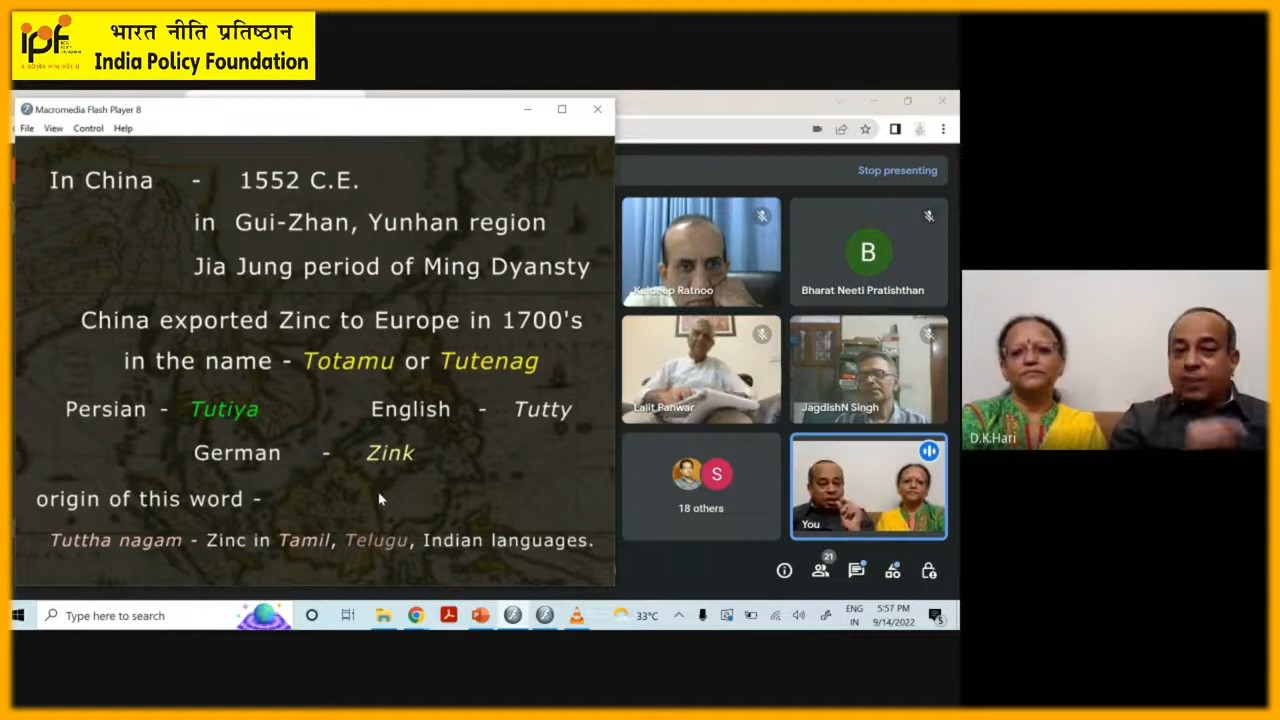 भारत नीति प्रतिष्ठान
India Policy Foundation
ipf
Macromedia Flash Player 8
File View Control Help
In China - 1552 C.E.
in Gui-Zhan, Yunhan region
Jia Jung period of Ming Dyansty
China exported Zinc to Europe in 1700's
in the name - Totamu or Tutenag
Persian - Tutiya English - Tutty
German - Zink
origin of this word -
Tuttha nagam - Zinc in Tamil, Telugu, Indian languages.
Stop presenting
Kuldeep Ratnoo
B
Bharat Neeti Pratishthan
Lalit Panwar
JagdishN Singh
S
18 others
You
21
D.K.Hari
Type here to search
33°C
ENG
IN
5:57 PM
9/14/2022
5